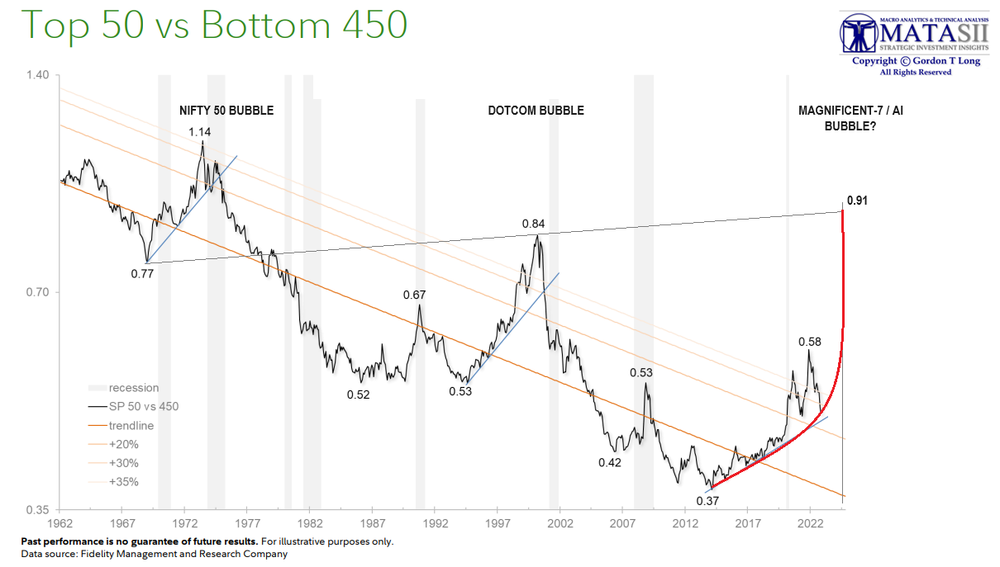 Top 50 vs Bottom 450
MACRO ANALYTICS & TECHNICAL ANALYSIS
MATASII
STRATEGIC INVESTMENT INSIGHTS
Copyright © Gordon T Long
All Rights Reserved
1.40
NIFTY 50 BUBBLE
DOTCOM BUBBLE
MAGNIFICENT-7 / AI
BUBBLE?
1.14
0.91
0.84
0.77
0.70
0.67
0.58
0.53
0.53
0.52
0.42
0.37
recession
SP 50 vs 450
trendline
+20%
+30%
+35%
0.35
1962 1967 1972 1977 1982 1987 1992 1997 2002 2007 2012 2017 2022
Past performance is no guarantee of future results. For illustrative purposes only.
Data source: Fidelity Management and Research Company